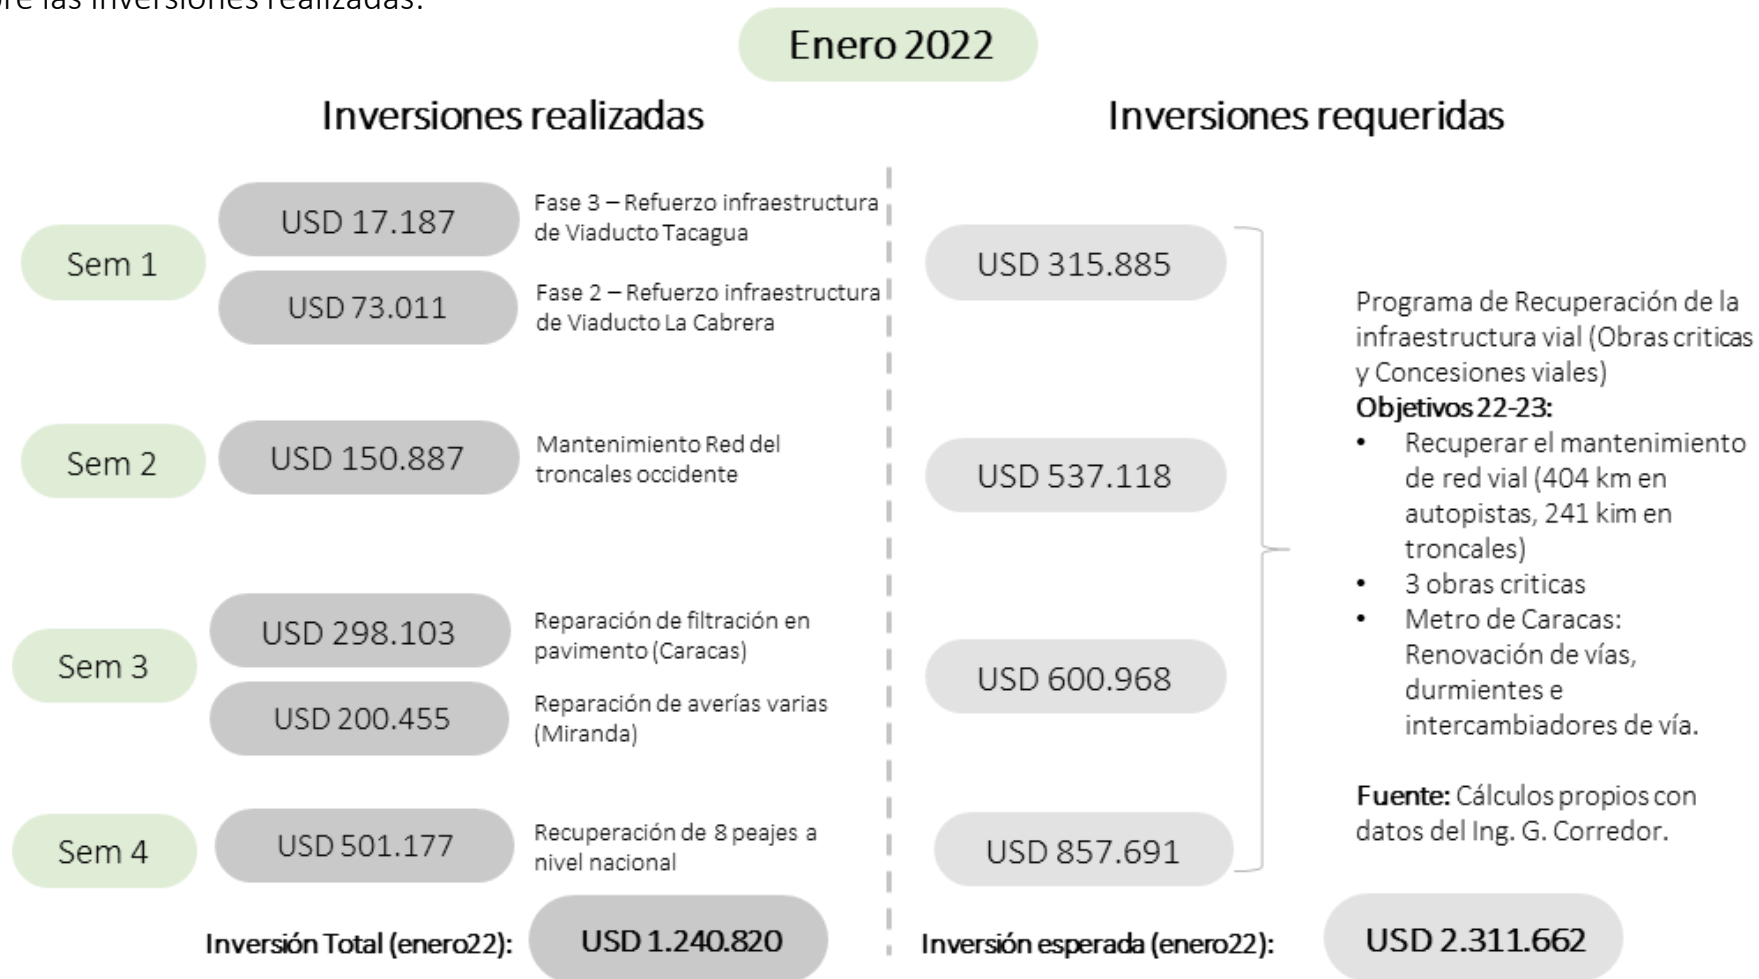 bre las inversiones realizadas.
Enero 2022
Inversiones realizadas
Inversiones requeridas
Sem 1
USD 17.187
Fase 3 – Refuerzo infraestructura
de Viaducto Tacagua
USD 73.011
Fase 2 – Refuerzo infraestructura
de Viaducto La Cabrera
Sem 2
USD 150.887
Mantenimiento Red del
troncales occidente
Sem 3
USD 298.103
Reparación de filtración en
pavimento (Caracas)
USD 200.455
Reparación de averías varias
(Miranda)
Sem 4
USD 501.177
Recuperación de 8 peajes a
nivel nacional
Inversión Total (enero22):
USD 1.240.820
USD 315.885
USD 537.118
USD 600.968
USD 857.691
Programa de Recuperación de la
infraestructura vial (Obras criticas
y Concesiones viales)
Objetivos 22-23:
• Recuperar el mantenimiento
de red vial (404 km en
autopistas, 241 kim en
troncales)
• 3 obras criticas
• Metro de Caracas:
Renovación de vías,
durmientes e
intercambiadores de vía.
Fuente: Cálculos propios con
datos del Ing. G. Corredor.
Inversión esperada (enero22):
USD 2.311.662